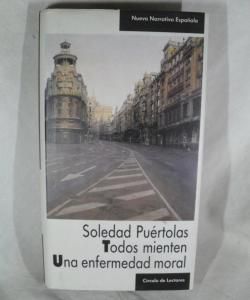 Nueva Narrativa Española
Soledad Puértolas
Todos mienten
Una enfermedad moral
Círculo de Lectores